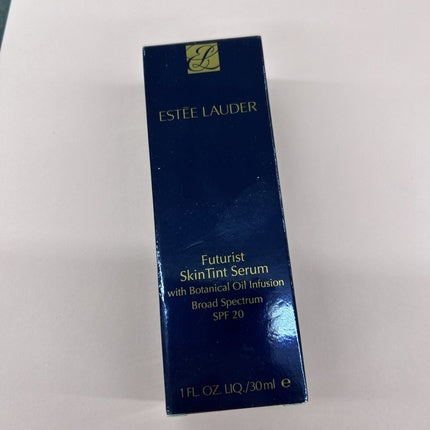 ESTĒE LAUDER
Futurist
SkinTint Serum
with Botanical Oil Infusion
Broad Spectrum
SPF 20
1 FL. OZ. LIQ./30 ml ℮